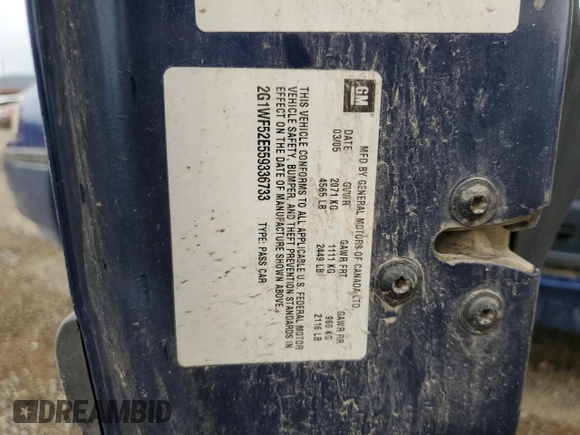 GM
MFD BY GENERAL MOTORS OF CANADA LTD.
DATE GVWR GAWR FRT GAWR RR
03/05 2071 KG 1111 KG 960 KG
4565 LB 2449 LB 2116 LB
THIS VEHICLE CONFORMS TO ALL APPLICABLE U.S. FEDERAL MOTOR
VEHICLE SAFETY, BUMPER, AND THEFT PREVENTION STANDARDS IN
EFFECT ON THE DATE OF MANUFACTURE SHOWN ABOVE.
2G1WF52E559336733 TYPE: PASS CAR
DREAMBID